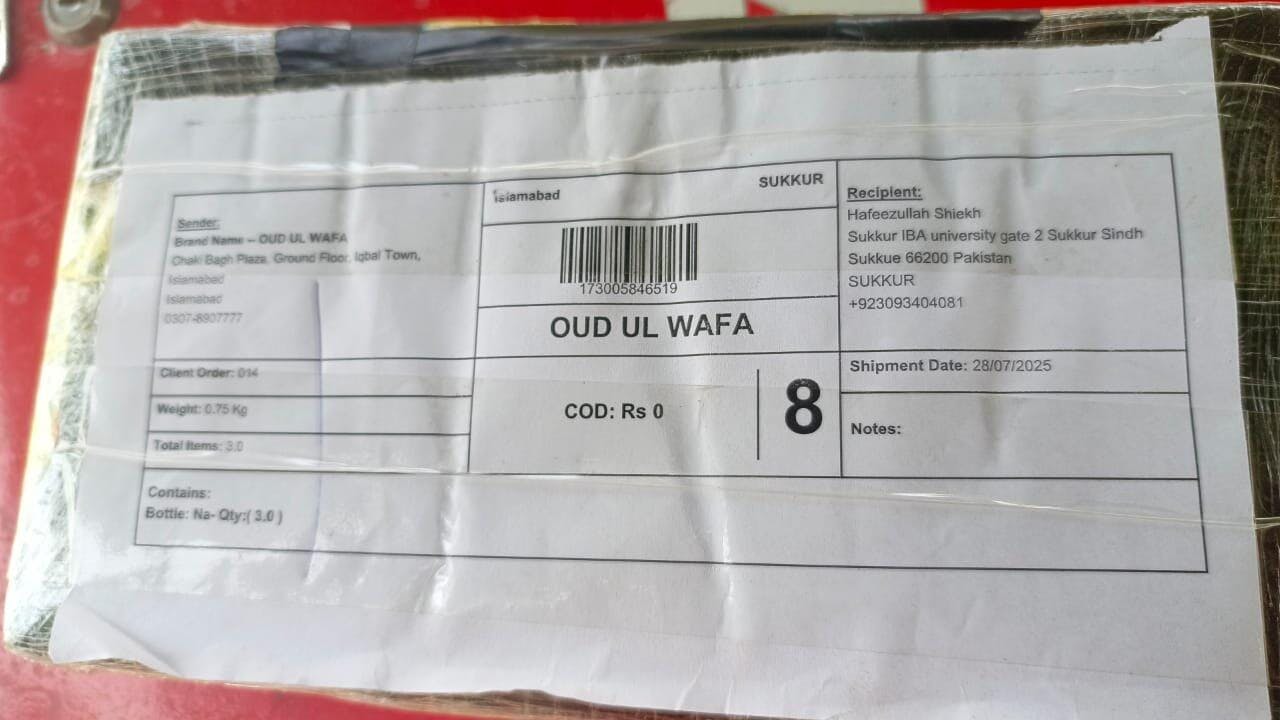 Sender:
Brand Name – OUD UL WAFA
Chaki Bagh Plaza, Ground Floor, Iqbal Town,
Islamabad
Islamabad
0307-8907777
Client Order: 014
Weight: 0.75 Kg
Total Items: 3.0
Contains:
Bottle: Na- Qty:( 3.0 )
Islamabad
SUKKUR
173005846519
OUD UL WAFA
COD: Rs 0
8
Recipient:
Hafeezullah Shiekh
Sukkur IBA university gate 2 Sukkur Sindh
Sukkue 66200 Pakistan
SUKKUR
+923093404081
Shipment Date: 28/07/2025
Notes: